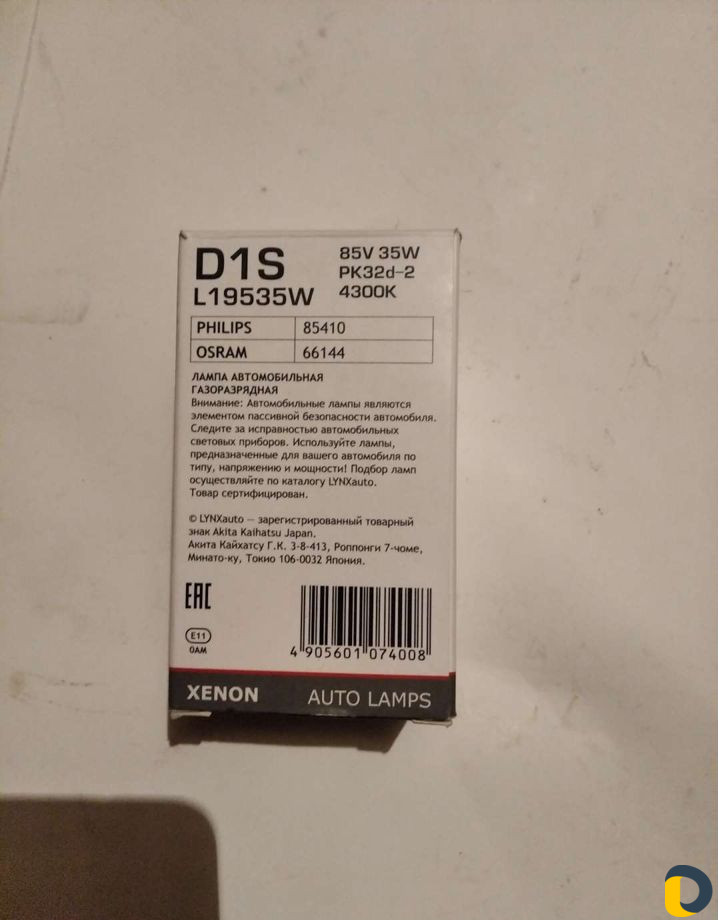 D1S
L19535W
85V 35W
PK32d-2
4300K
PHILIPS 85410
OSRAM 66144
ЛАМПА АВТОМОБИЛЬНАЯ
ГАЗОРАЗРЯДНАЯ
Внимание: Автомобильные лампы являются
элементом пассивной безопасности автомобиля.
Следите за исправностью автомобильных
световых приборов. Используйте лампы,
предназначенные для вашего автомобиля по
типу, напряжению и мощности! Подбор ламп
осуществляйте по каталогу LYNXauto.
Товар сертифицирован.
© LYNXauto — зарегистрированный товарный
знак Akita Kaihatsu Japan.
Акита Кайхатсу Г.К. 3-8-413, Роппонги 7-чоме,
Минато-ку, Токио 106-0032 Япония.
EAC
E11
0AM
4 905601 074008
XENON AUTO LAMPS